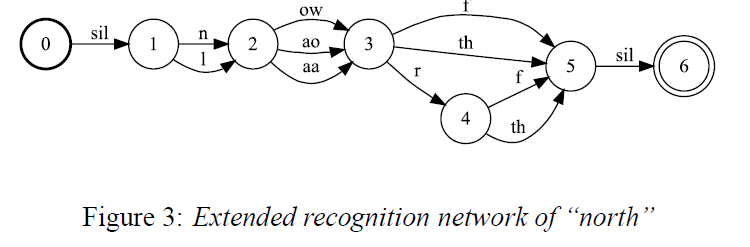 ow
f
sil
n
ao
th
sil
0
1
2
3
5
6
l
aa
r
f
4
th
Figure 3: Extended recognition network of “north”